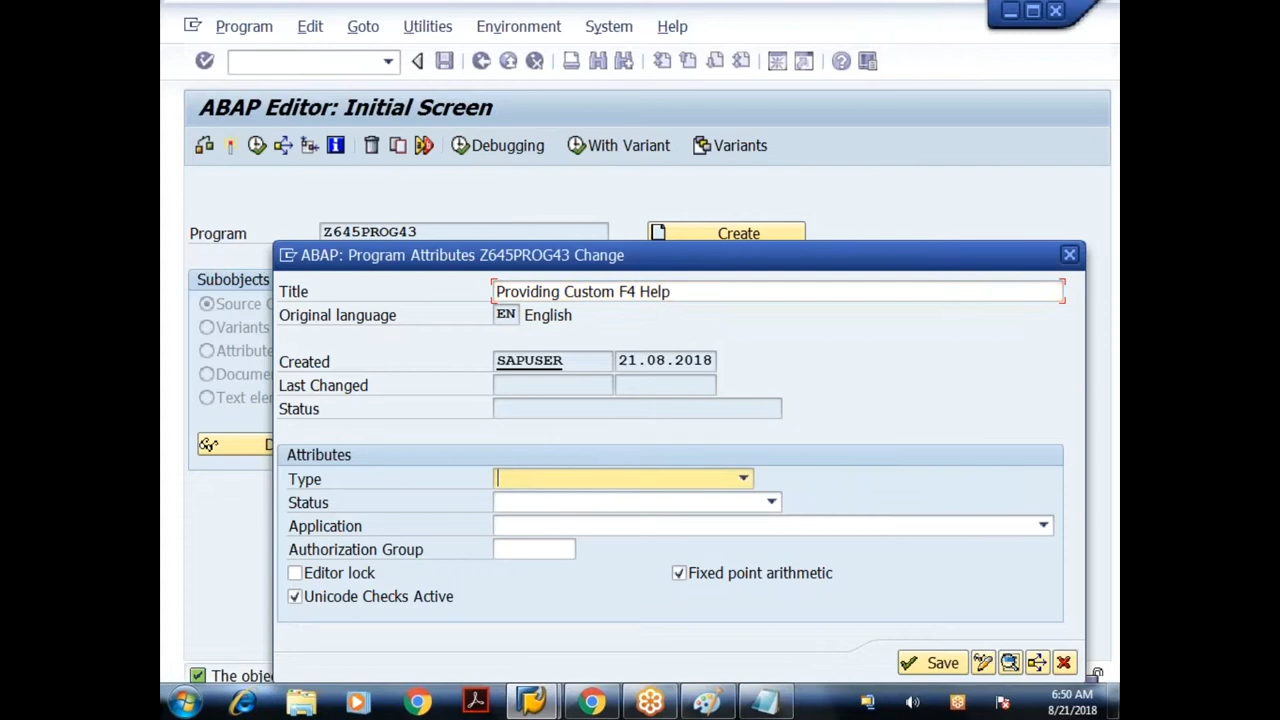 Program Edit Goto Utilities Environment System Help
ABAP Editor: Initial Screen
Debugging With Variant Variants
Program Z645PROG43 Create
ABAP: Program Attributes Z645PROG43 Change
Subobjects
Title Providing Custom F4 Help
Source
Original language EN English
Variants
Created SAPUSER 21.08.2018
Last Changed
Status
Attributes
Type
Status
Application
Authorization Group
Editor lock Fixed point arithmetic
Unicode Checks Active
Save
The
6:50 AM
8/21/2018